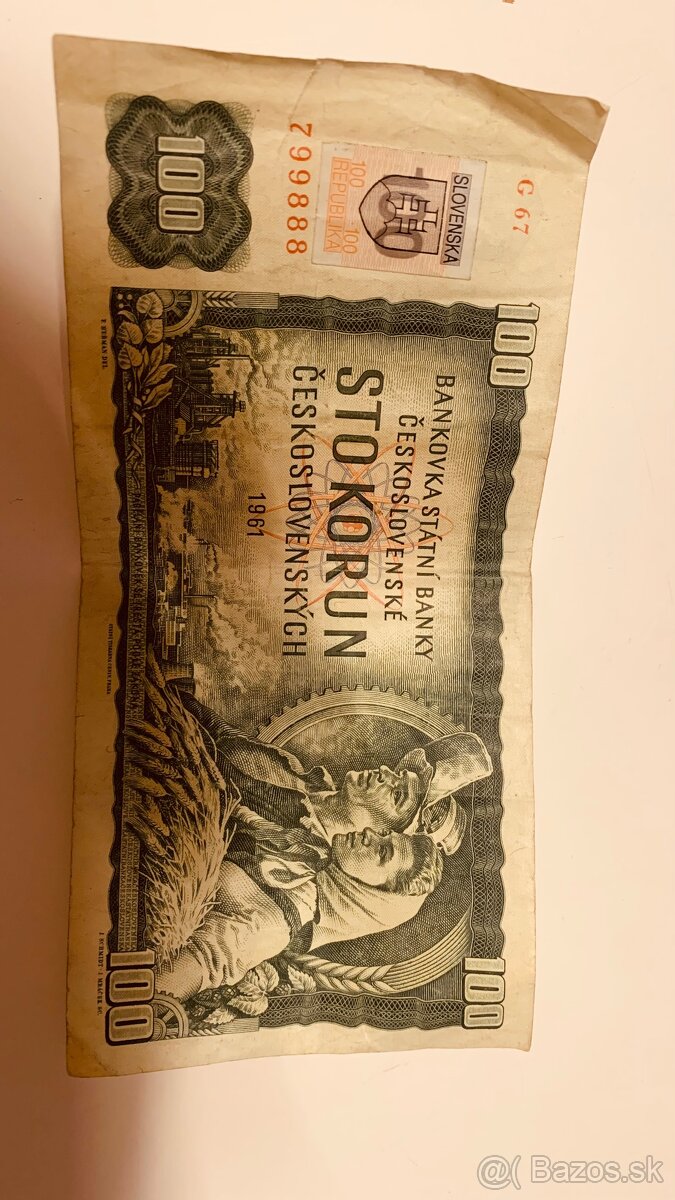 G 67
SLOVENSKA
100
100 100
REPUBLIKA
799888
100
100
BANKOVKA STÁTNÍ BANKY
ČESKOSLOVENSKÉ
STO KORUN
ČESKOSLOVENSKÝCH
1961
100
100
@( Bazos.sk